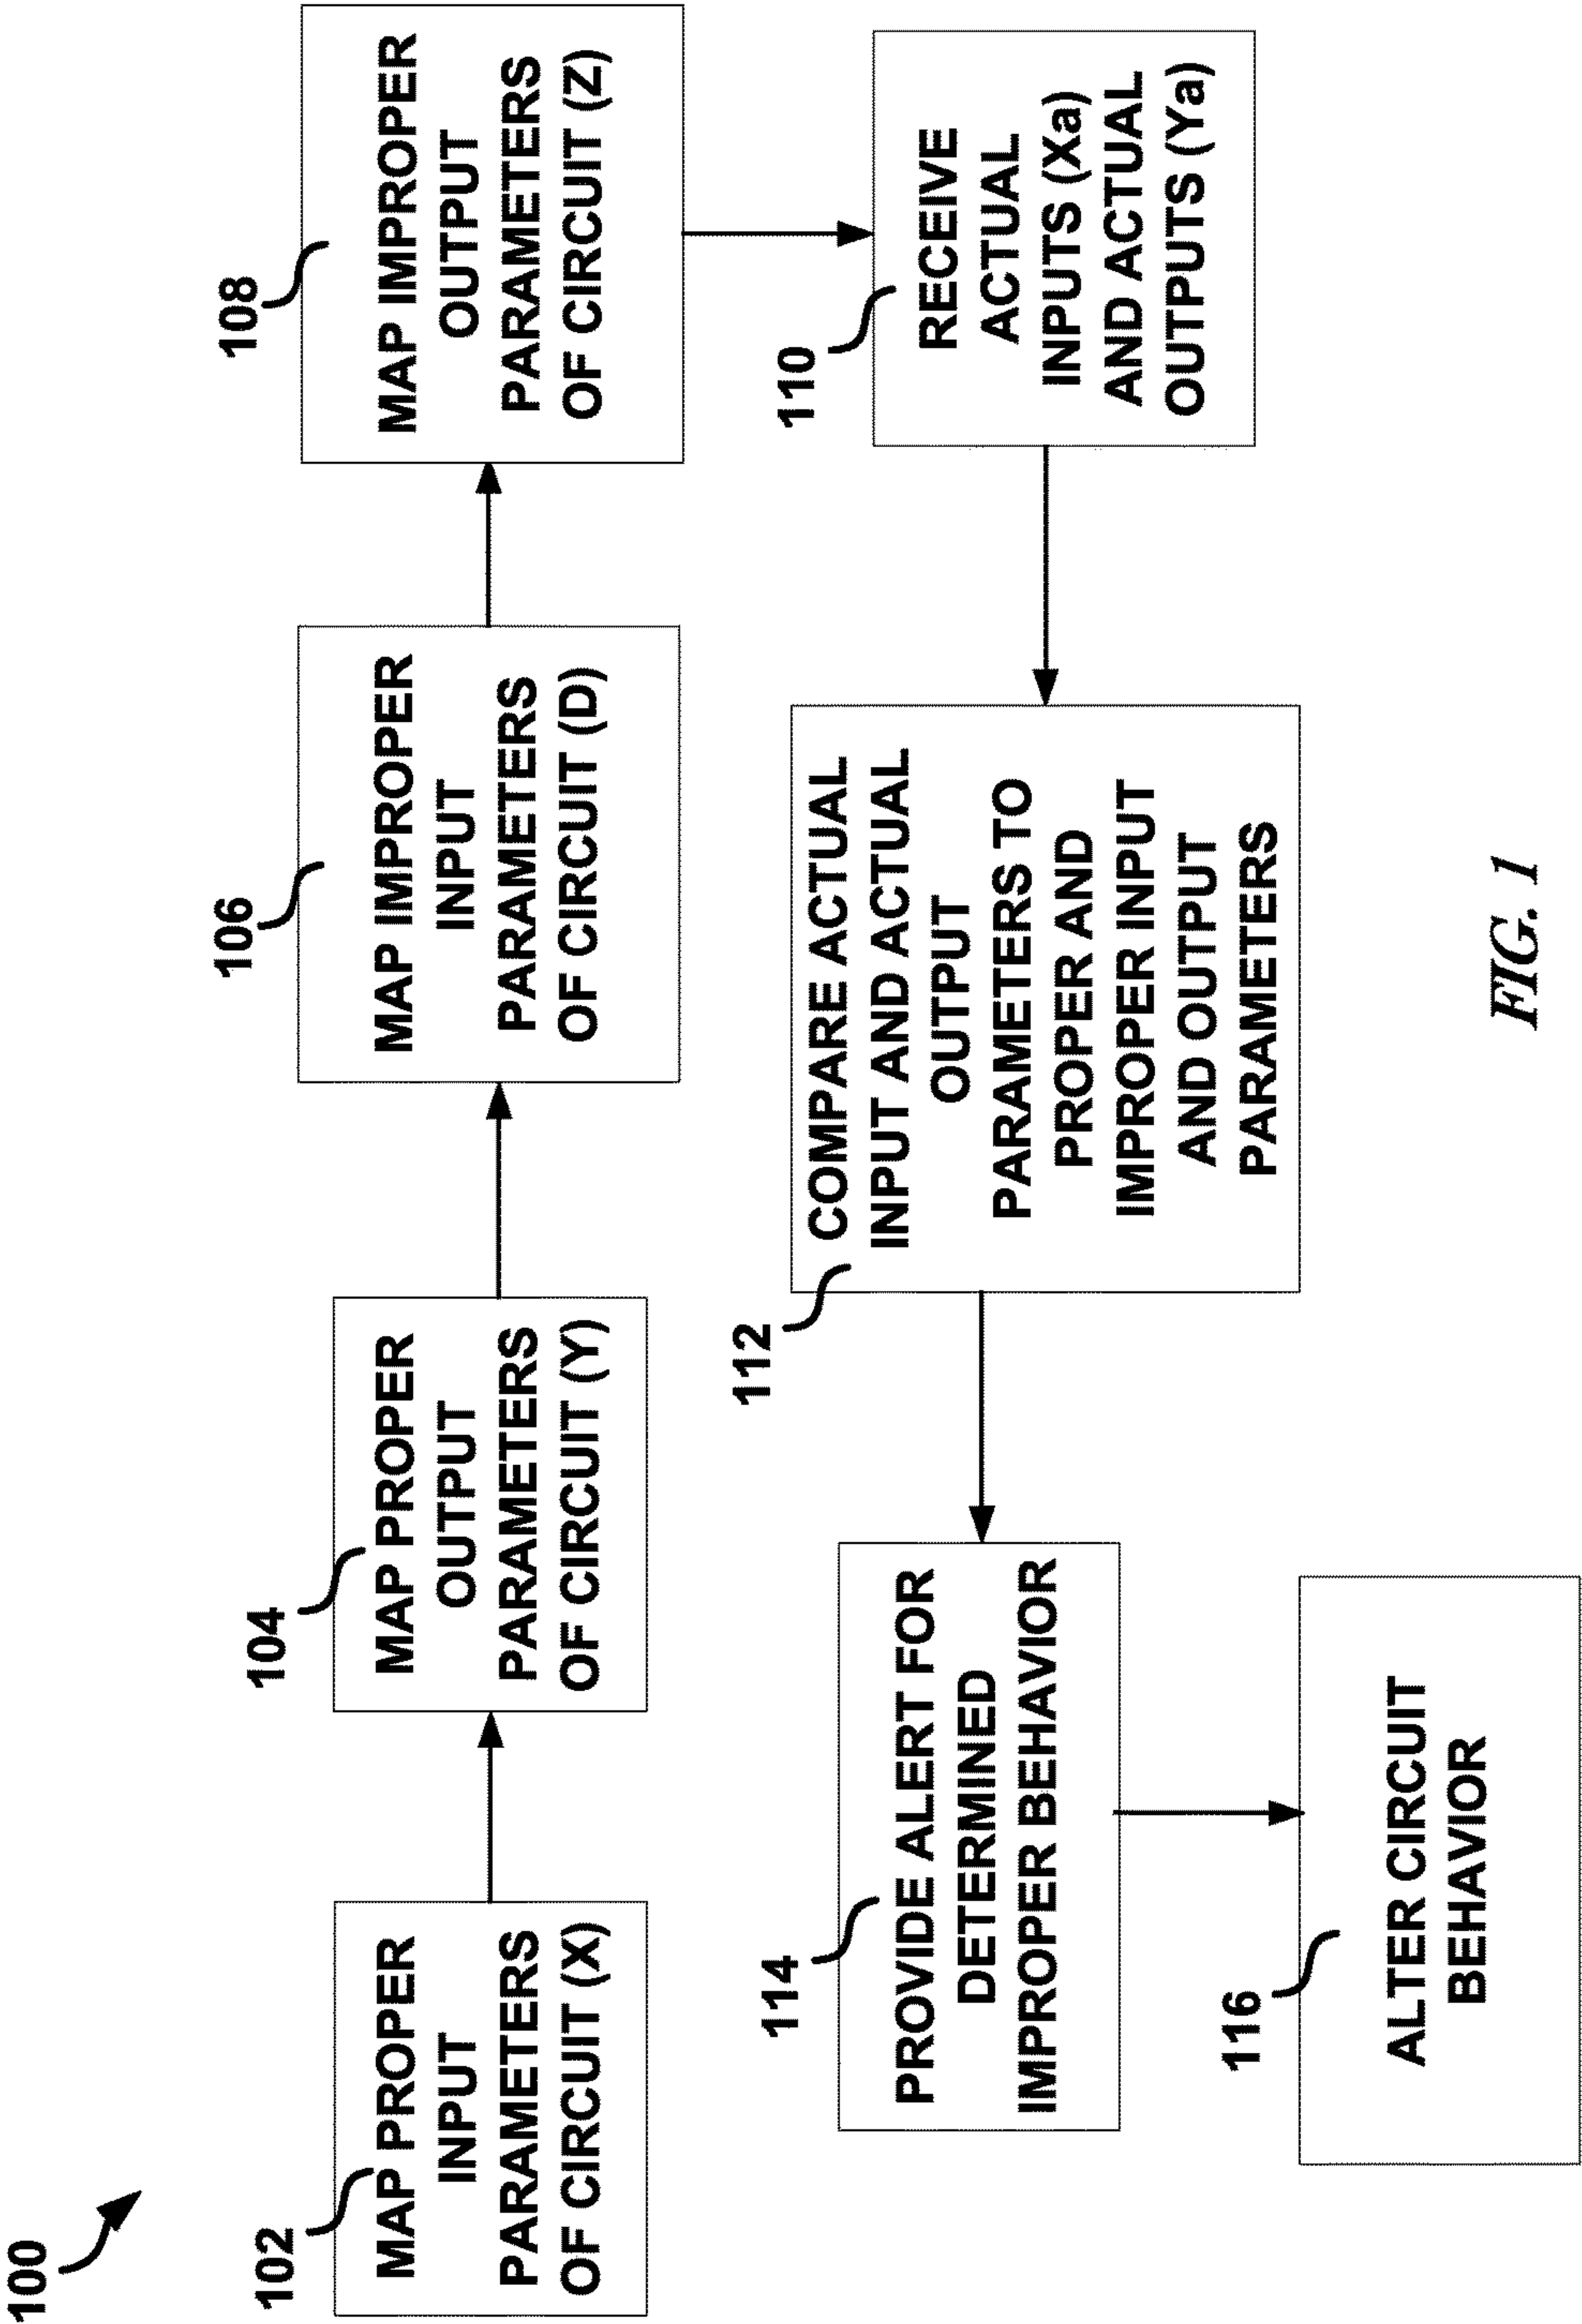 100
102
MAP PROPER
INPUT
PARAMETERS
OF CIRCUIT (X)
104
MAP PROPER
OUTPUT
PARAMETERS
OF CIRCUIT (Y)
106
MAP IMPROPER
INPUT
PARAMETERS
OF CIRCUIT (D)
108
MAP IMPROPER
OUTPUT
PARAMETERS
OF CIRCUIT (Z)
110
RECEIVE
ACTUAL
INPUTS (Xa)
AND ACTUAL
OUTPUTS (Ya)
112
COMPARE ACTUAL
INPUT AND ACTUAL
OUTPUT
PARAMETERS TO
PROPER AND
IMPROPER INPUT
AND OUTPUT
PARAMETERS
114
PROVIDE ALERT FOR
DETERMINED
IMPROPER BEHAVIOR
116
ALTER CIRCUIT
BEHAVIOR
FIG. 1